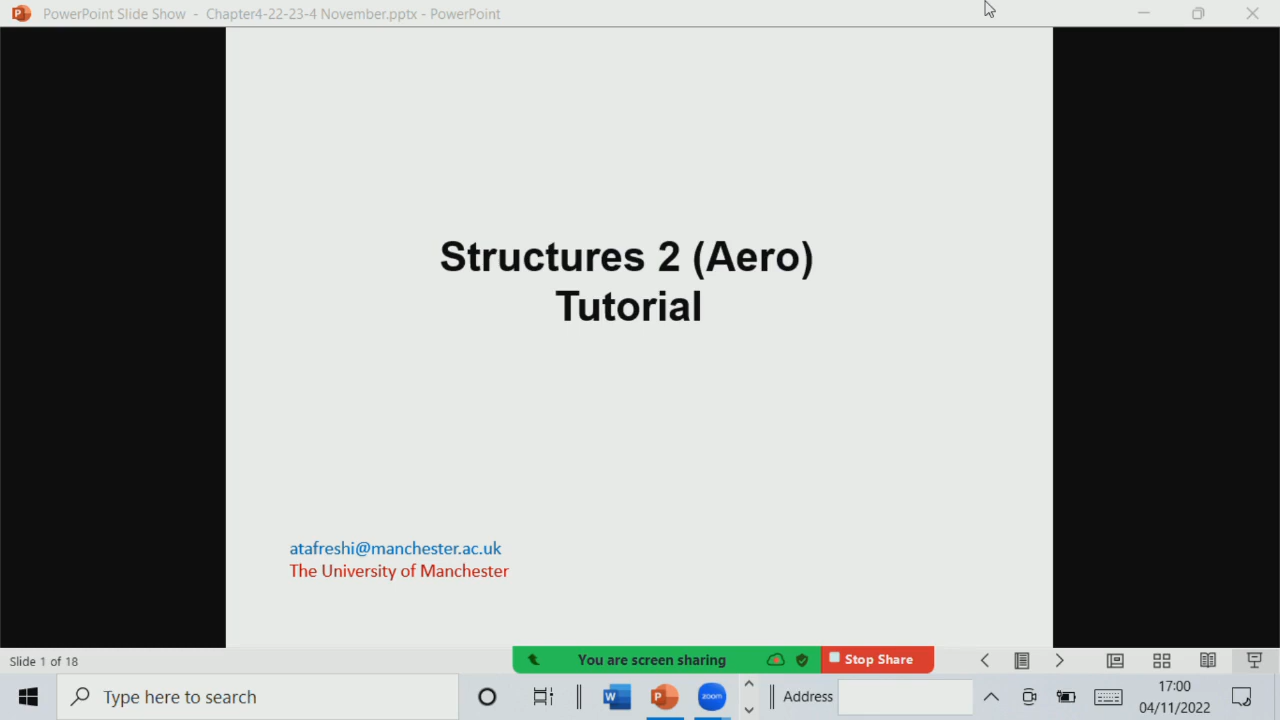 PowerPoint Slide Show - Chapter4-22-23-4 November.pptx - PowerPoint
Structures 2 (Aero)
Tutorial
atafreshi@manchester.ac.uk
The University of Manchester
Slide 1 of 18
You are screen sharing
Stop Share
Type here to search
zoom
Address
17:00
04/11/2022